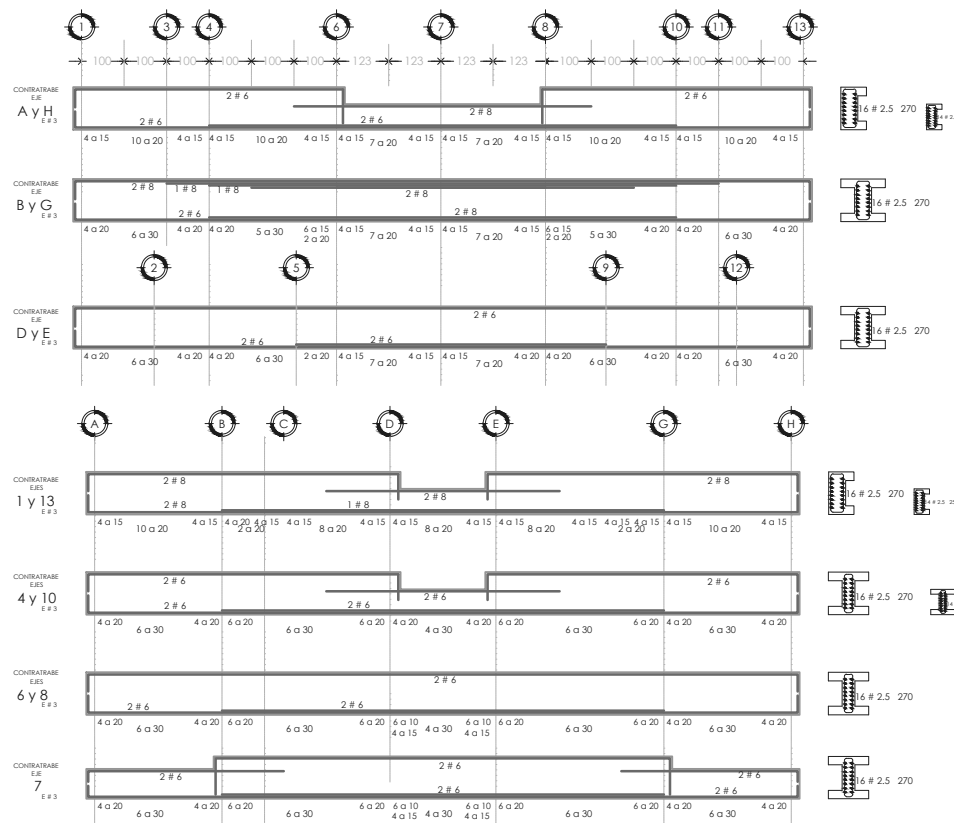 1 3 4 6 7 8 10 11 13
100 100 100 100 100 100 123 123 123 123 100 100 100 100 100 100
CONTRATRABE
EJE
A y H
E # 3
2 # 6 2 # 6
2 # 8
2 # 6 2 # 6
4 a 15 10 a 20 4 a 15 4 a 15 10 a 20 4 a 15 4 a 15 7 a 20 4 a 15 4 a 15 7 a 20 4 a 15 4 a 15 10 a 20 4 a 15 4 a 15 10 a 20 4 a 15
16 # 2.5 270
CONTRATRABE
EJE
B y G
E # 3
2 # 8 1 # 8 1 # 8 2 # 8
2 # 6 2 # 8
4 a 20 6 a 30 4 a 20 4 a 20 5 a 30 6 a 15 4 a 15 7 a 20 4 a 15 4 a 15 7 a 20 4 a 15 6 a 15 5 a 30 4 a 20 4 a 20 6 a 30 4 a 20
2 a 20 2 a 20
16 # 2.5 270
2 5 9 12
CONTRATRABE
EJE
D y E
E # 3
2 # 6
2 # 6 2 # 6
4 a 20 6 a 30 4 a 20 4 a 20 6 a 30 2 a 20 4 a 15 7 a 20 4 a 15 4 a 15 7 a 20 4 a 20 4 a 15 6 a 30 4 a 20 4 a 20 6 a 30 4 a 20
16 # 2.5 270
A B C D E G H
CONTRATRABE
EJES
1 y 13
E # 3
2 # 8 2 # 8
2 # 8
2 # 8 1 # 8
4 a 15 10 a 20 4 a 15 4 a 20 4 a 15 4 a 15 8 a 20 4 a 15 4 a 15 8 a 20 4 a 15 4 a 15 8 a 20 4 a 15 4 a 15 4 a 15 10 a 20 4 a 15
2 a 20 2 a 20
16 # 2.5 270
CONTRATRABE
EJES
4 y 10
E # 3
2 # 6 2 # 6
2 # 6
2 # 6 2 # 6
4 a 20 6 a 30 4 a 20 6 a 20 6 a 30 6 a 20 4 a 20 4 a 30 4 a 20 6 a 20 6 a 30 6 a 20 4 a 20 6 a 30 4 a 20
16 # 2.5 270
CONTRATRABE
EJES
6 y 8
E # 3
2 # 6
2 # 6 2 # 6
4 a 20 6 a 30 4 a 20 6 a 20 6 a 30 6 a 20 6 a 10 4 a 30 6 a 10 6 a 20 6 a 30 6 a 20 4 a 20 6 a 30 4 a 20
4 a 15 4 a 15
16 # 2.5 270
CONTRATRABE
EJE
7
E # 3
2 # 6
2 # 6 2 # 6
2 # 6 2 # 6
4 a 20 6 a 30 4 a 20 6 a 20 6 a 30 6 a 20 6 a 10 4 a 30 6 a 10 6 a 20 6 a 30 6 a 20 4 a 20 6 a 30 4 a 20
4 a 15 4 a 15
16 # 2.5 270